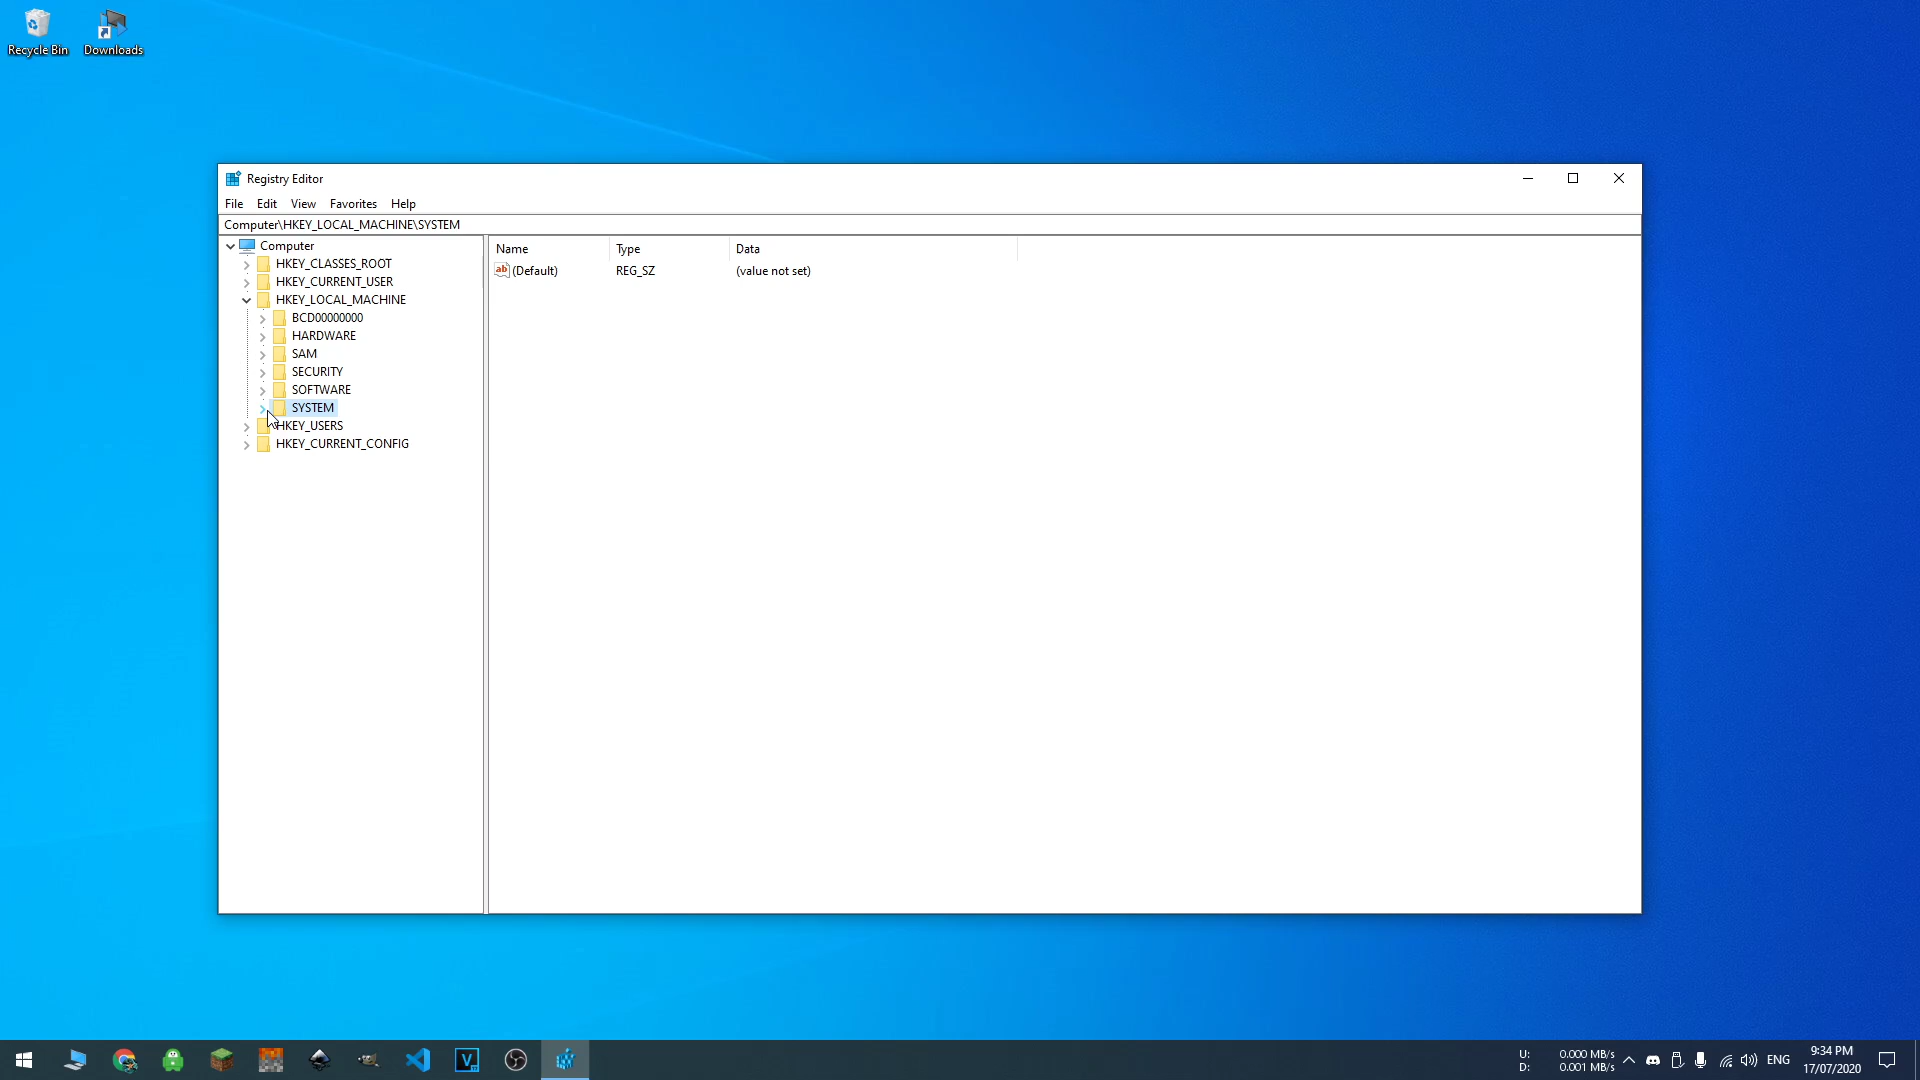 Recycle Bin
Downloads
Registry Editor
File Edit View Favorites Help
Computer\HKEY_LOCAL_MACHINE\SYSTEM
Computer
HKEY_CLASSES_ROOT
HKEY_CURRENT_USER
HKEY_LOCAL_MACHINE
BCD00000000
HARDWARE
SAM
SECURITY
SOFTWARE
SYSTEM
HKEY_USERS
HKEY_CURRENT_CONFIG
Name Type Data
ab (Default) REG_SZ (value not set)
V
U: 0.000 MB/s
D: 0.001 MB/s
ENG
9:34 PM
17/07/2020